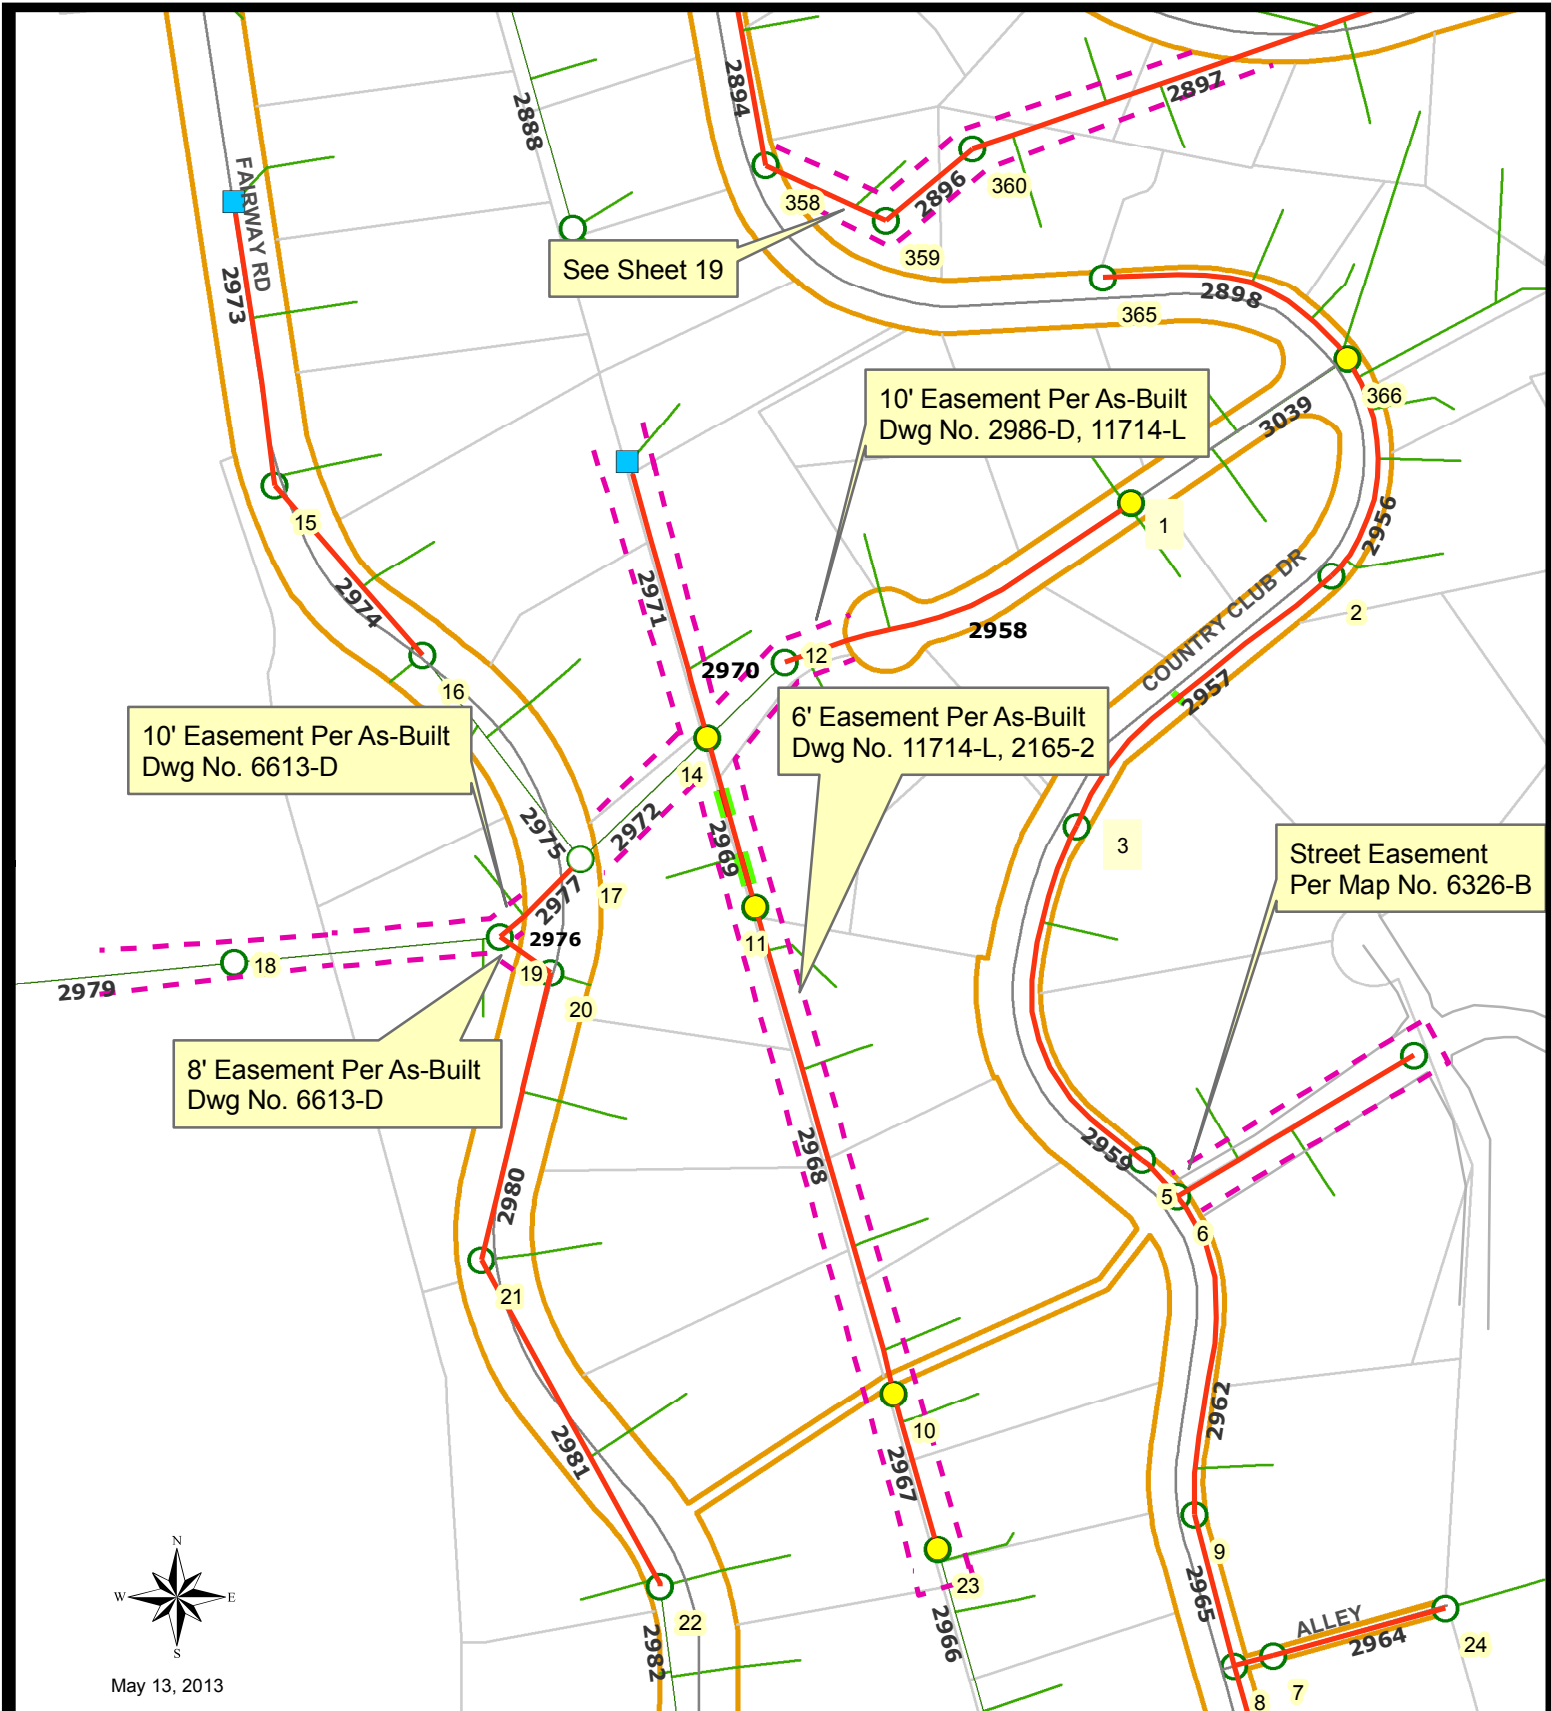 2894
2897
2888
FAIRWAY RD
358
2896
360
359
See Sheet 19
2973
2898
365
366
10' Easement Per As-Built
Dwg No. 2986-D, 11714-L
3039
15
1
2956
2974
2971
COUNTRY CLUB DR
2
2958
12
2970
16
2957
10' Easement Per As-Built
Dwg No. 6613-D
6' Easement Per As-Built
Dwg No. 11714-L, 2165-2
14
2975
2972
2969
3
Street Easement
Per Map No. 6326-B
17
2977
2976
11
18
19
2979
20
8' Easement Per As-Built
Dwg No. 6613-D
2968
2959
5
6
2980
21
2962
10
2981
2967
9
23
2965
22
2966
2982
ALLEY
2964
24
7
8
N
W
E
S
May 13, 2013